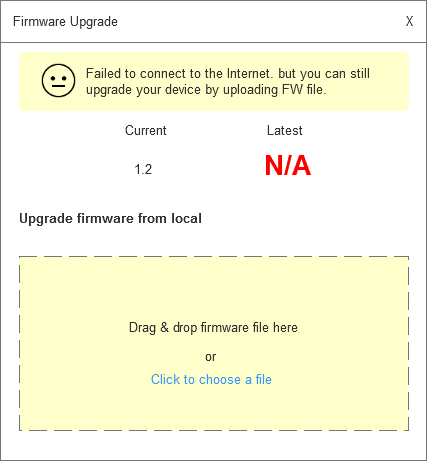 Firmware Upgrade X
Failed to connect to the Internet. but you can still
upgrade your device by uploading FW file.
Current Latest
1.2 N/A
Upgrade firmware from local
Drag & drop firmware file here
or
Click to choose a file